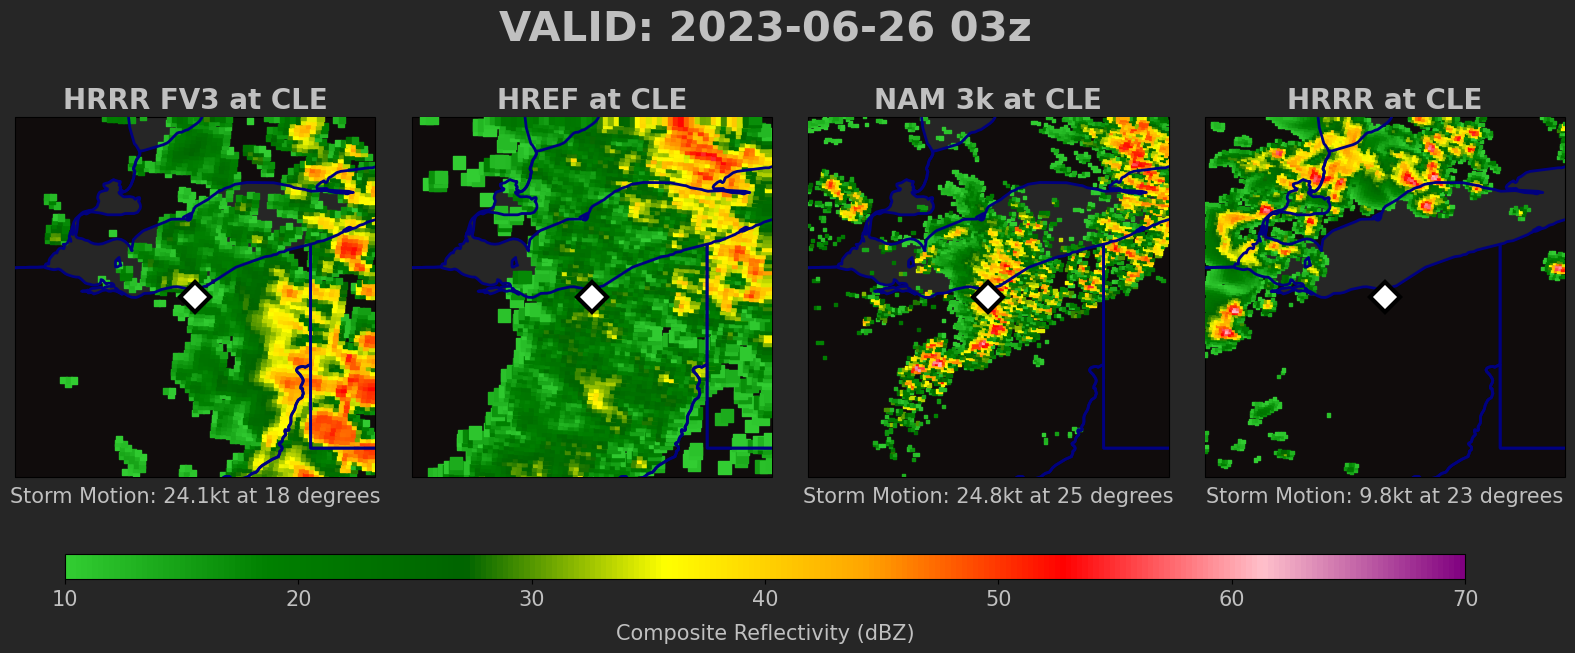 VALID: 2023-06-26 03z
HRRR FV3 at CLE
HREF at CLE
NAM 3k at CLE
HRRR at CLE
Storm Motion: 24.1kt at 18 degrees
Storm Motion: 24.8kt at 25 degrees
Storm Motion: 9.8kt at 23 degrees
10 20 30 40 50 60 70
Composite Reflectivity (dBZ)